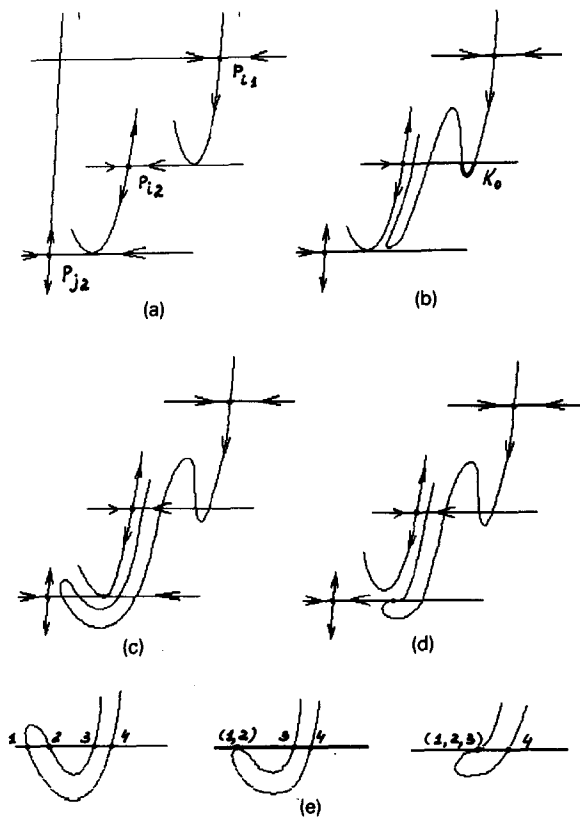 P_{i1}
P_{i2}
P_{j2}
(a)
K_0
(b)
(c)
(d)
1 2 3 4
(1,2) 3 4
(1,2,3) 4
(e)